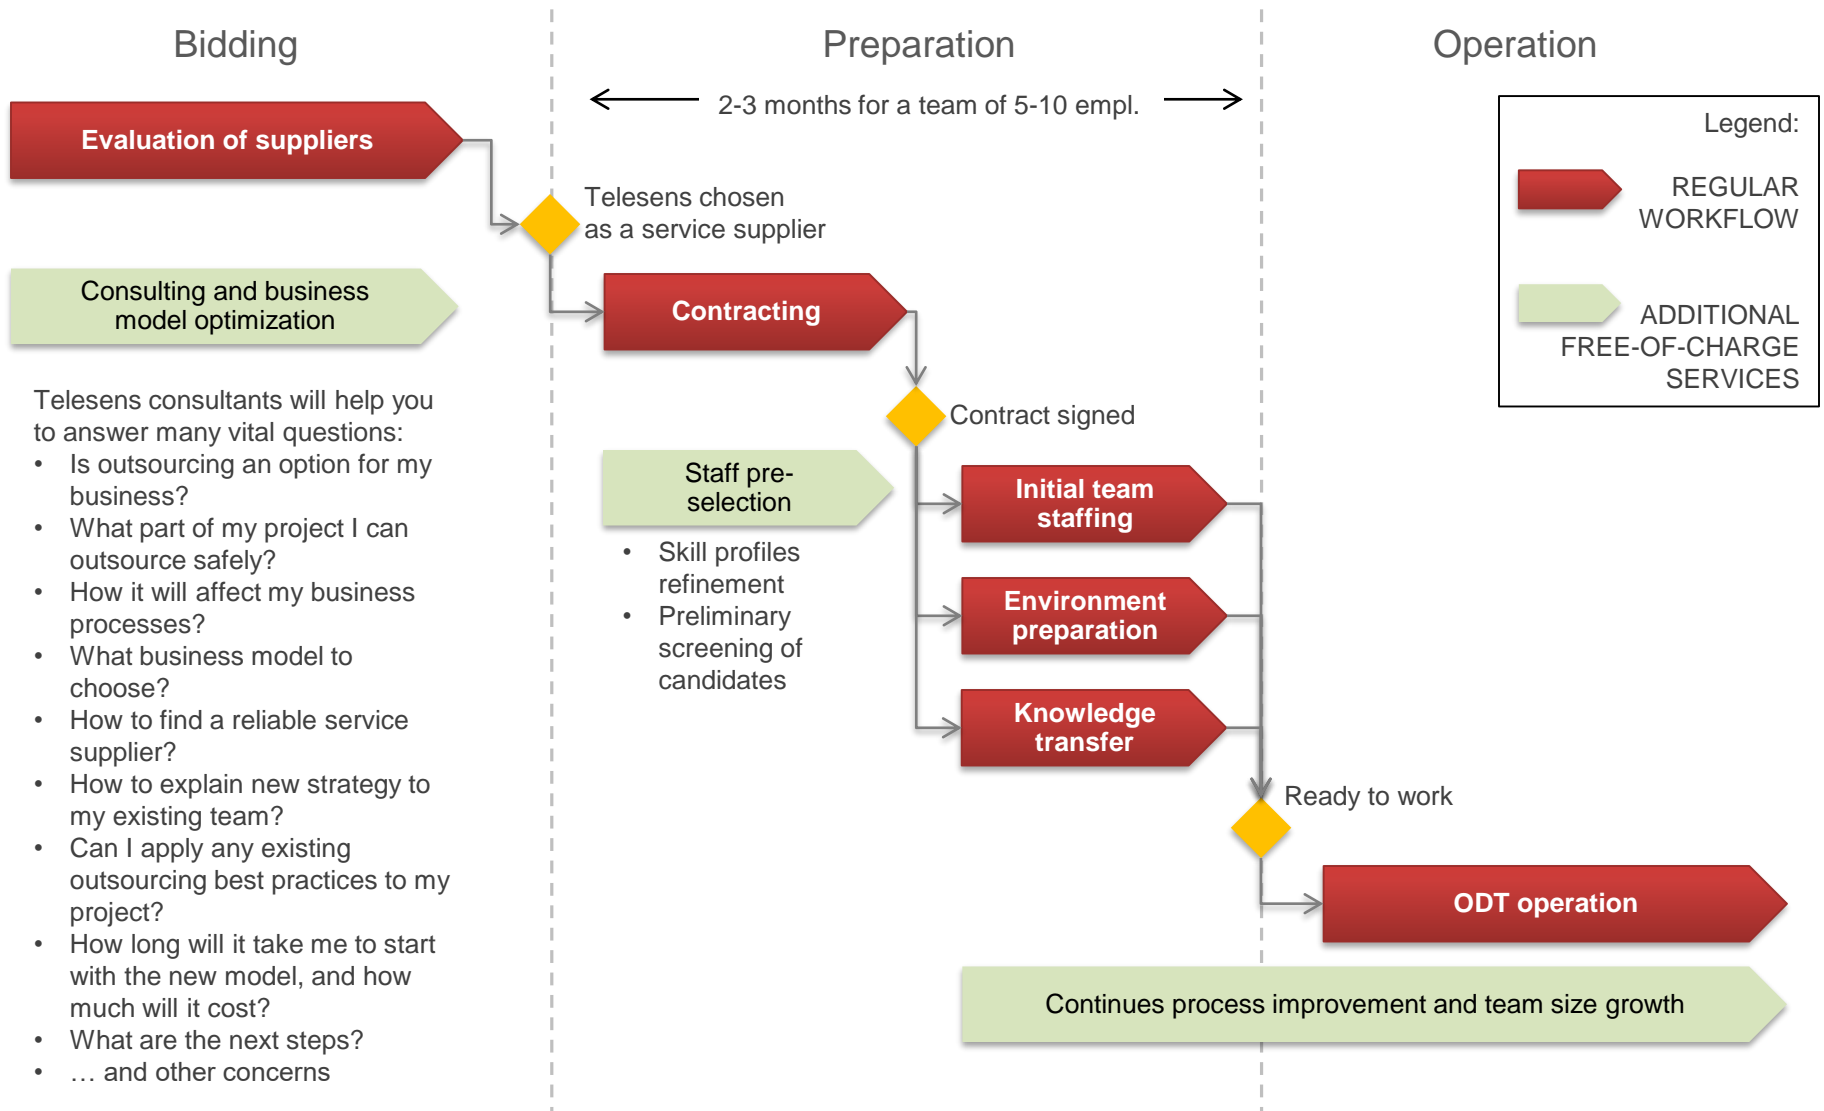 Bidding
Preparation
Operation
2-3 months for a team of 5-10 empl.
Evaluation of suppliers
Telesens chosen
as a service supplier
Consulting and business
model optimization
Contracting
Legend:
REGULAR
WORKFLOW
ADDITIONAL
FREE-OF-CHARGE
SERVICES
Telesens consultants will help you
to answer many vital questions:
• Is outsourcing an option for my
business?
• What part of my project I can
outsource safely?
• How it will affect my business
processes?
• What business model to
choose?
• How to find a reliable service
supplier?
• How to explain new strategy to
my existing team?
• Can I apply any existing
outsourcing best practices to my
project?
• How long will it take me to start
with the new model, and how
much will it cost?
• What are the next steps?
• … and other concerns
Contract signed
Staff pre-
selection
• Skill profiles
refinement
• Preliminary
screening of
candidates
Initial team
staffing
Environment
preparation
Knowledge
transfer
Ready to work
ODT operation
Continues process improvement and team size growth